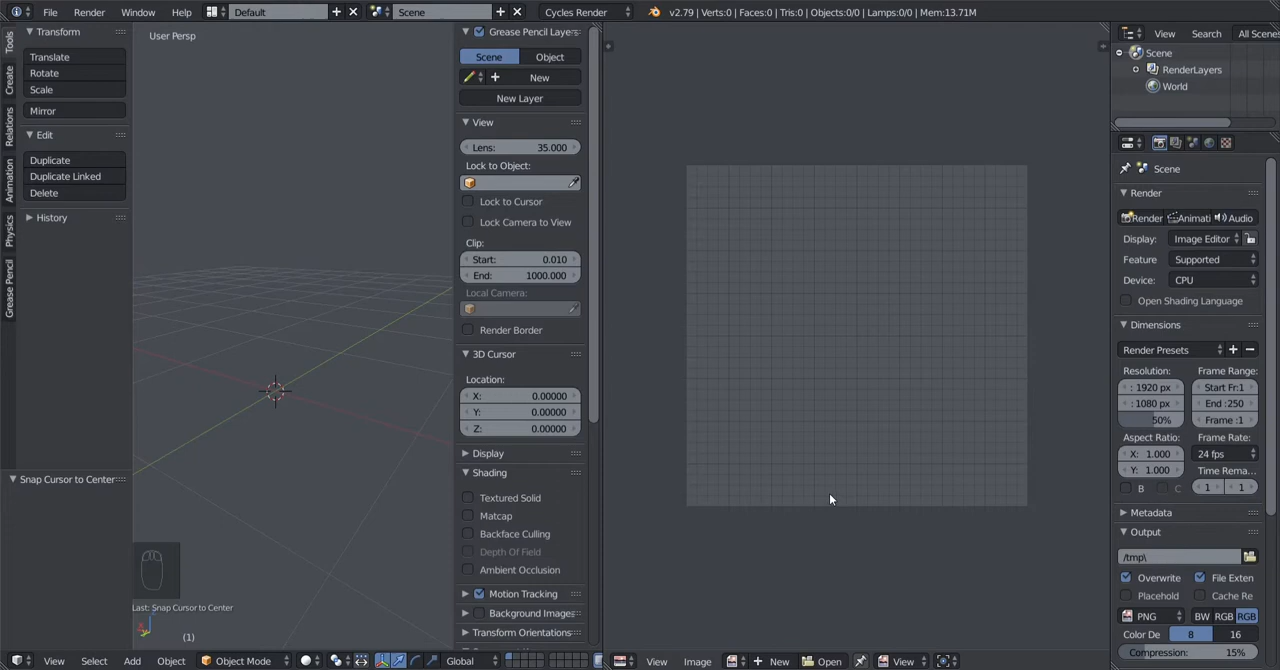 File Render Window Help Default Scene Cycles Render v2.79 | Verts:0 | Faces:0 | Tris:0 | Objects:0/0 | Lamps:0/0 | Mem:13.71M
Tools
Create
Relations
Animation
Physics
Grease Pencil
Transform
Translate
Rotate
Scale
Mirror
Edit
Duplicate
Duplicate Linked
Delete
History
Snap Cursor to Center
User Persp
Last: Snap Cursor to Center
(1)
Grease Pencil Layers
Scene Object
New
New Layer
View
Lens: 35.000
Lock to Object:
Lock to Cursor
Lock Camera to View
Clip:
Start: 0.010
End: 1000.000
Local Camera:
Render Border
3D Cursor
Location:
X: 0.00000
Y: 0.00000
Z: 0.00000
Display
Shading
Textured Solid
Matcap
Backface Culling
Depth Of Field
Ambient Occlusion
Motion Tracking
Background Images
Transform Orientations
View Select Add Object Object Mode Global
View Image New Open View
View Search All Scenes
Scene
RenderLayers
World
Scene
Render
Render Animati Audio
Display: Image Editor
Feature Supported
Device: CPU
Open Shading Language
Dimensions
Render Presets
Resolution: Frame Range:
: 1920 px Start Fr:1
: 1080 px End :250
50% Frame :1
Aspect Ratio: Frame Rate:
X: 1.000 24 fps
Y: 1.000 Time Rema...
B C 1 1
Metadata
Output
/tmp\
Overwrite File Exten
Placehold Cache Re
PNG BW RGB RGB
Color De 8 16
Compression: 15%